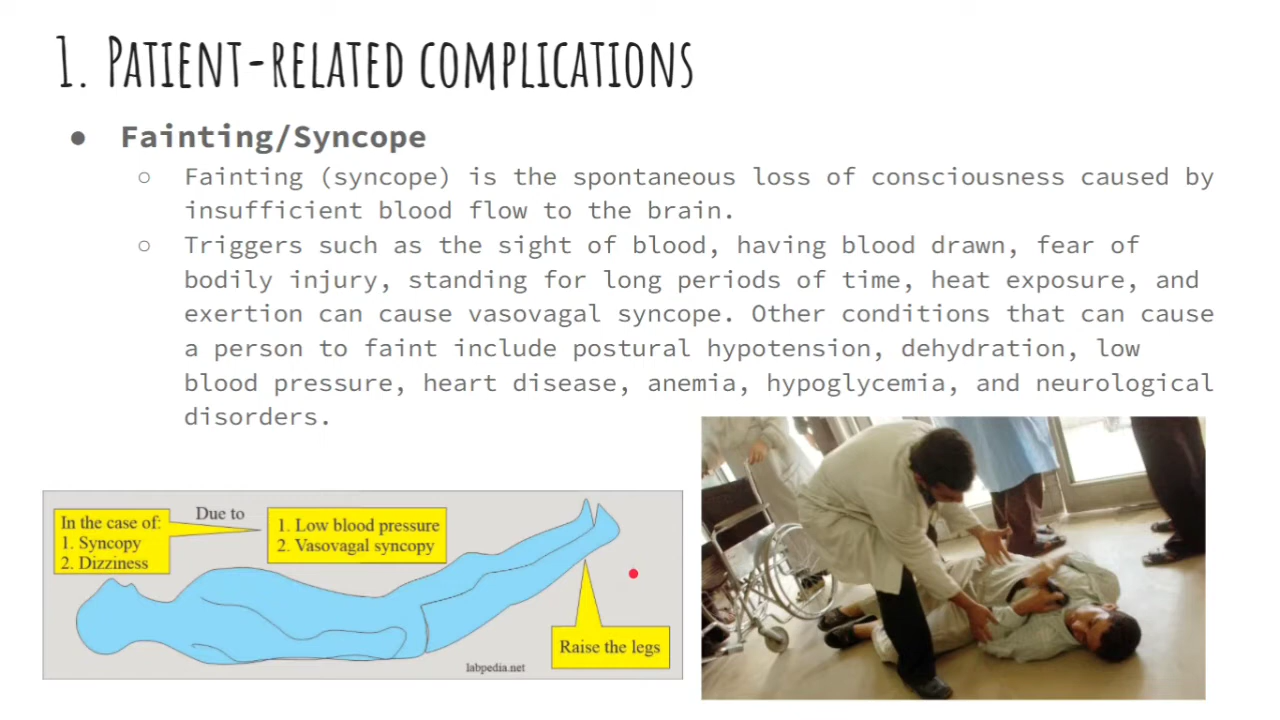 1. PATIENT-RELATED COMPLICATIONS
● Fainting/Syncope
○ Fainting (syncope) is the spontaneous loss of consciousness caused by
insufficient blood flow to the brain.
○ Triggers such as the sight of blood, having blood drawn, fear of
bodily injury, standing for long periods of time, heat exposure, and
exertion can cause vasovagal syncope. Other conditions that can cause
a person to faint include postural hypotension, dehydration, low
blood pressure, heart disease, anemia, hypoglycemia, and neurological
disorders.
In the case of:
1. Syncopy
2. Dizziness
Due to
1. Low blood pressure
2. Vasovagal syncopy
Raise the legs
labpedia.net